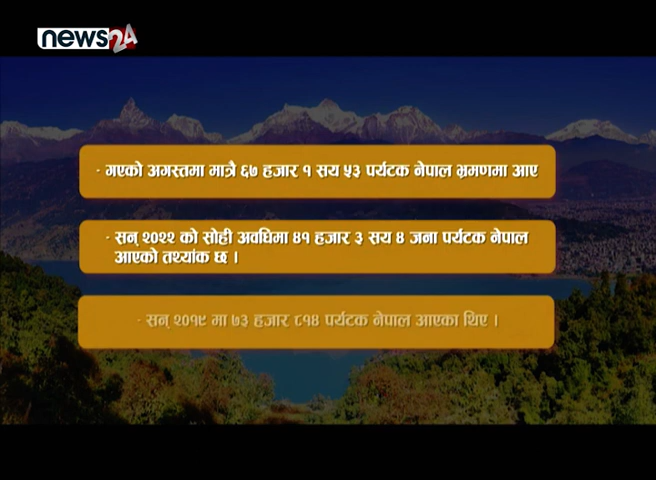 news24
- गएको अगस्तमा मात्रै ६७ हजार १ सय ५३ पर्यटक नेपाल भ्रमणमा आए
- सन् २०२२ को सोही अवधिमा ४१ हजार ३ सय ४ जना पर्यटक नेपाल
आएको तथ्यांक छ ।
- सन् २०१९ मा ७३ हजार ८१४ पर्यटक नेपाल आएका थिए ।